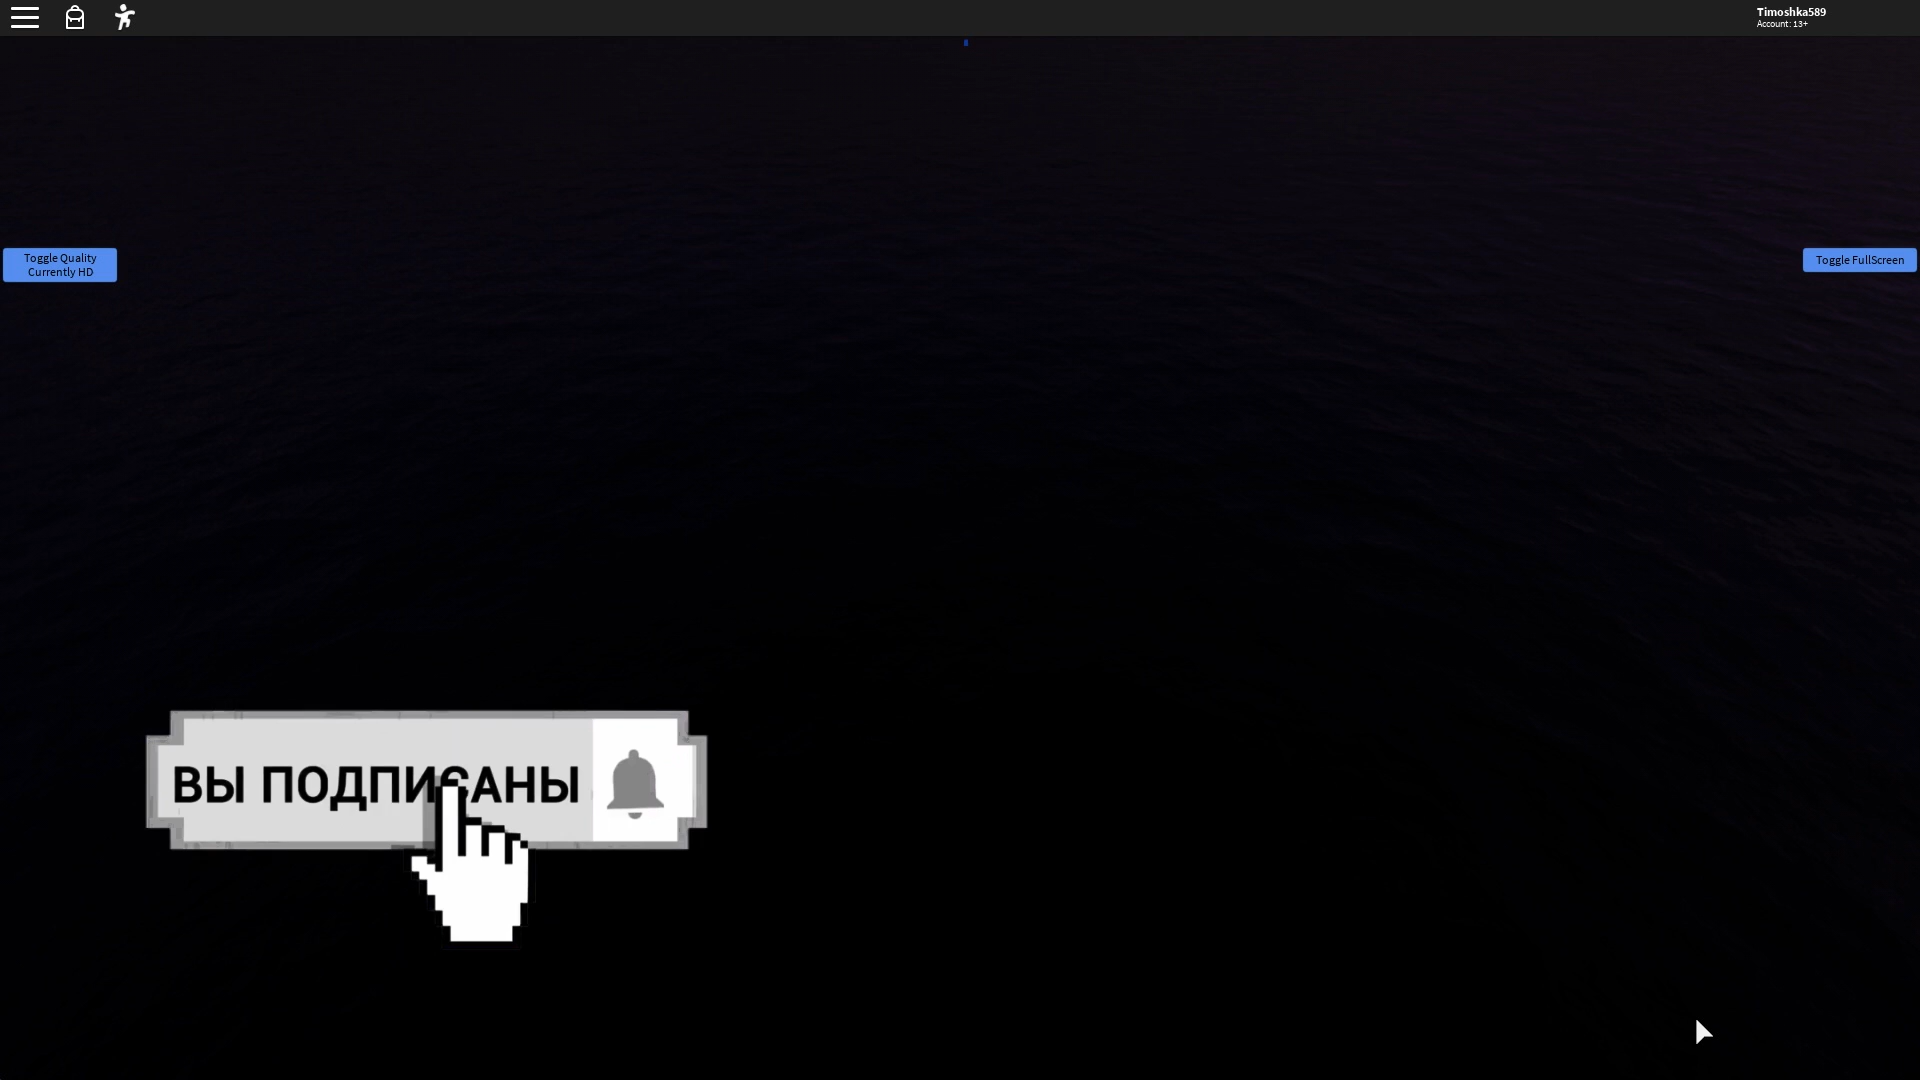 Timoshka589
Account: 13+
Toggle Quality
Currently HD
Toggle FullScreen
ВЫ ПОДПИСАНЫ